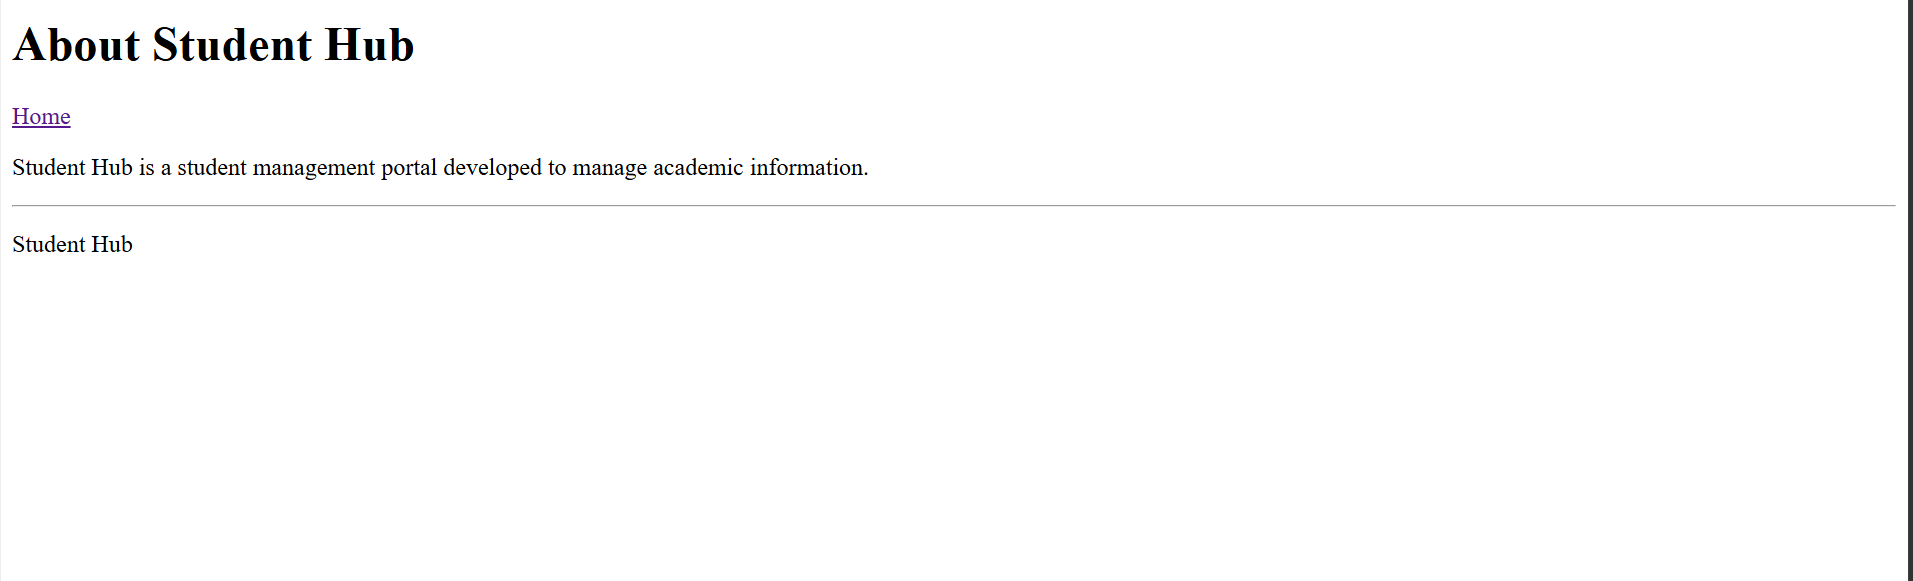 About Student Hub
Home
Student Hub is a student management portal developed to manage academic information.
Student Hub